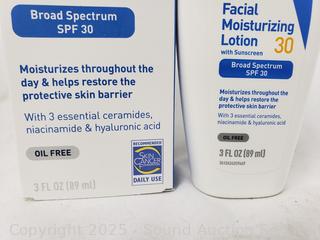 Broad Spectrum
SPF 30
Moisturizes throughout the
day & helps restore the
protective skin barrier
With 3 essential ceramides,
niacinamide & hyaluronic acid
OIL FREE
3 FL OZ (89 ml)
RECOMMENDED
SKIN
CANCER
FOUNDATION
DAILY USE
Facial
Moisturizing
Lotion 30
with Sunscreen
Broad Spectrum
SPF 30
Moisturizes throughout the
day & helps restore the
protective skin barrier
With 3 essential ceramides,
niacinamide & hyaluronic acid
OIL FREE
3 FL OZ (89 ml)
Copyright 2025 - Sound Auction Service